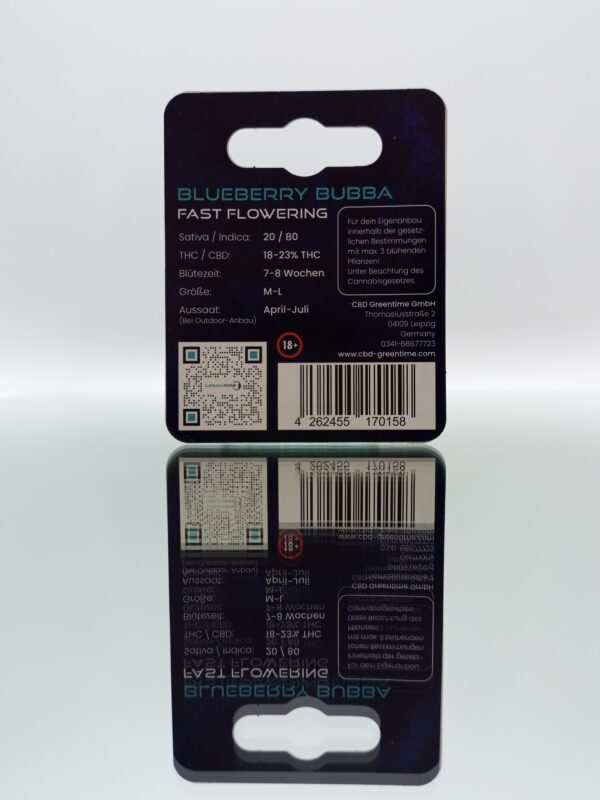 BLUEBERRY BUBBA
FAST FLOWERING
Sativa / Indica: 20 / 80
THC / CBD: 18-23% THC
Blütezeit: 7-8 Wochen
Größe: M-L
Aussaat: April-Juli
(Bei Outdoor-Anbau)
Für dein Eigenanbau
innerhalb der gesetz-
lichen Bestimmungen
mit max. 3 blühenden
Pflanzen!
Unter Beachtung des
Cannabisgesetzes.
CBD Greentime GmbH
Thomasiusstraße 2
04109 Leipzig
Germany
0341-68677723
www.cbd-greentime.com
18+
4 262455 170158